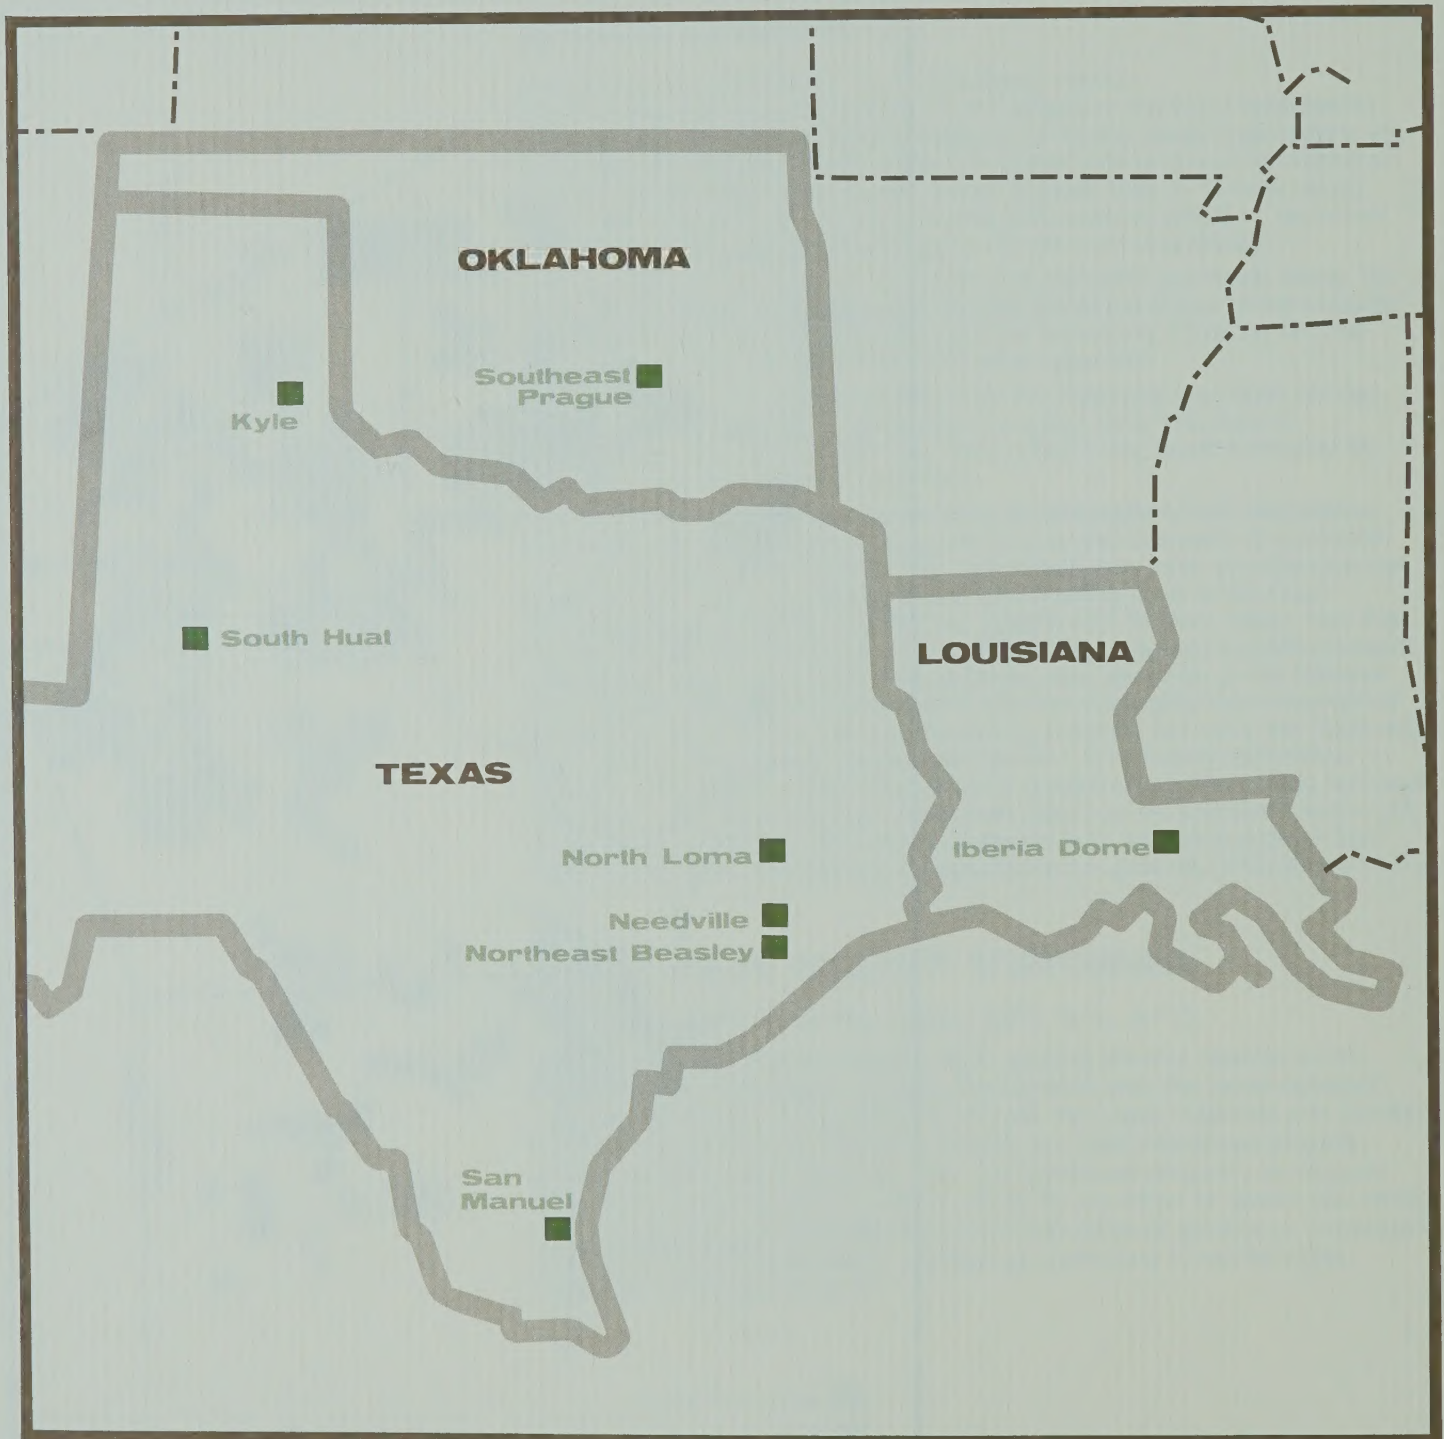 OKLAHOMA
Southeast
Prague
Kyle
South Huat
LOUISIANA
TEXAS
North Loma
Iberia Dome
Needville
Northeast Beasley
San
Manuel